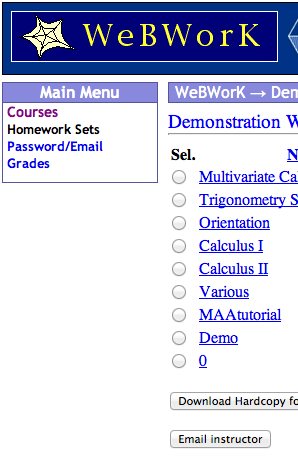 WeBWorK
Main Menu
Courses
Homework Sets
Password/Email
Grades
WeBWorK → Dem
Demonstration W
Sel.
N
Multivariate Cal
Trigonometry S
Orientation
Calculus I
Calculus II
Various
MAAtutorial
Demo
0
Download Hardcopy fo
Email instructor